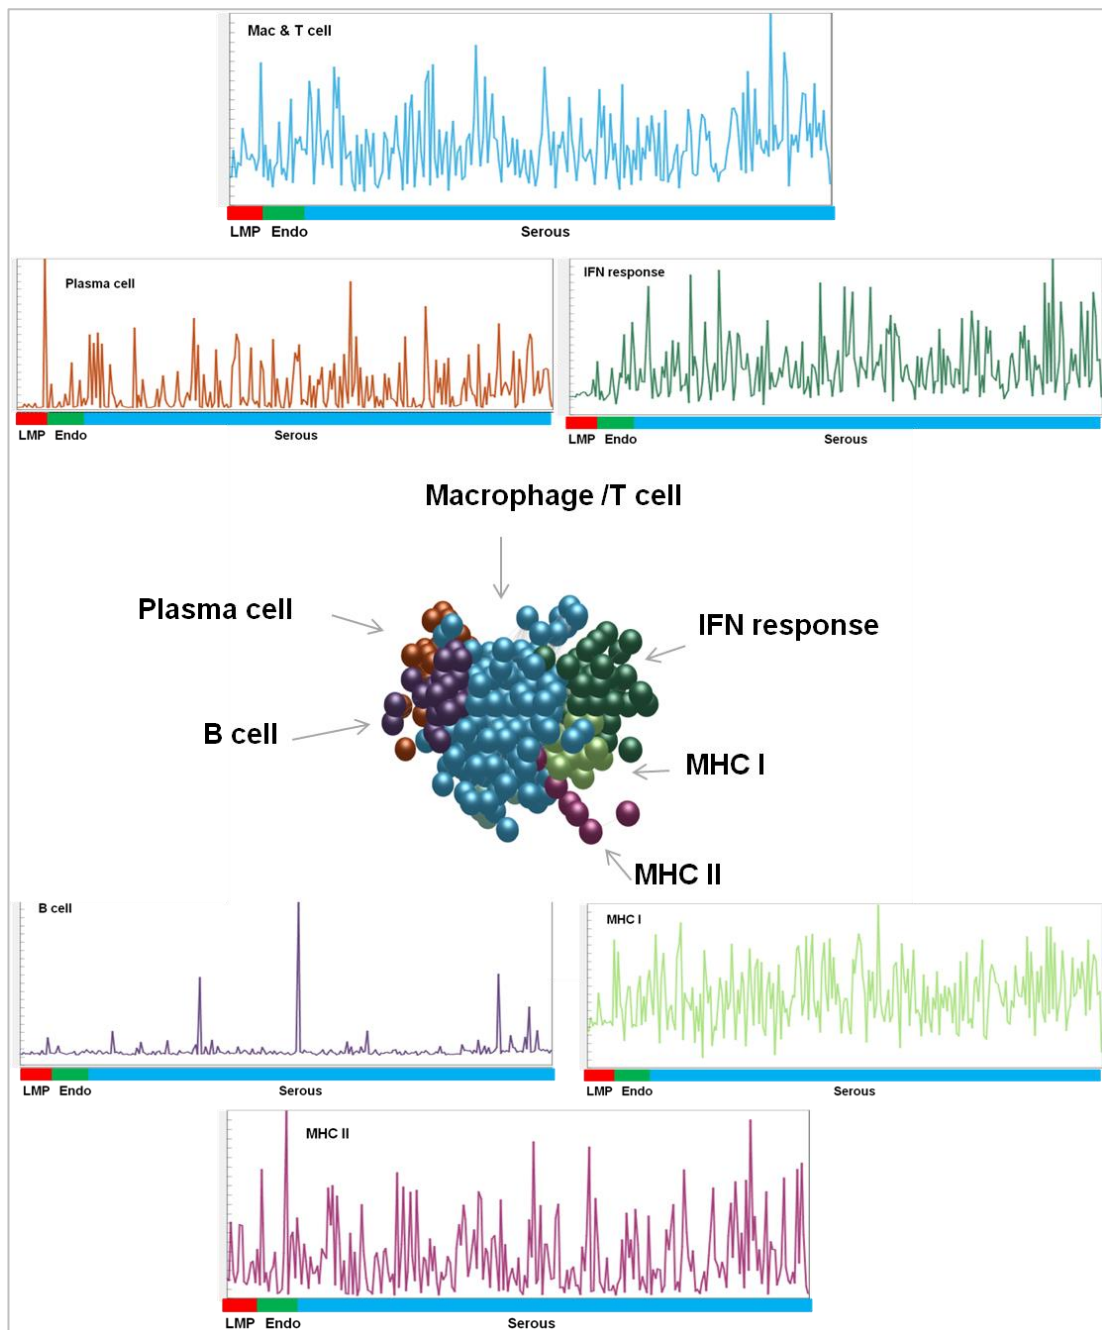 Mac & T cell
LMP Endo Serous
Plasma cell
LMP Endo Serous
IFN response
LMP Endo Serous
Macrophage /T cell
Plasma cell
IFN response
B cell
MHC I
MHC II
B cell
LMP Endo Serous
MHC I
LMP Endo Serous
MHC II
LMP Endo Serous